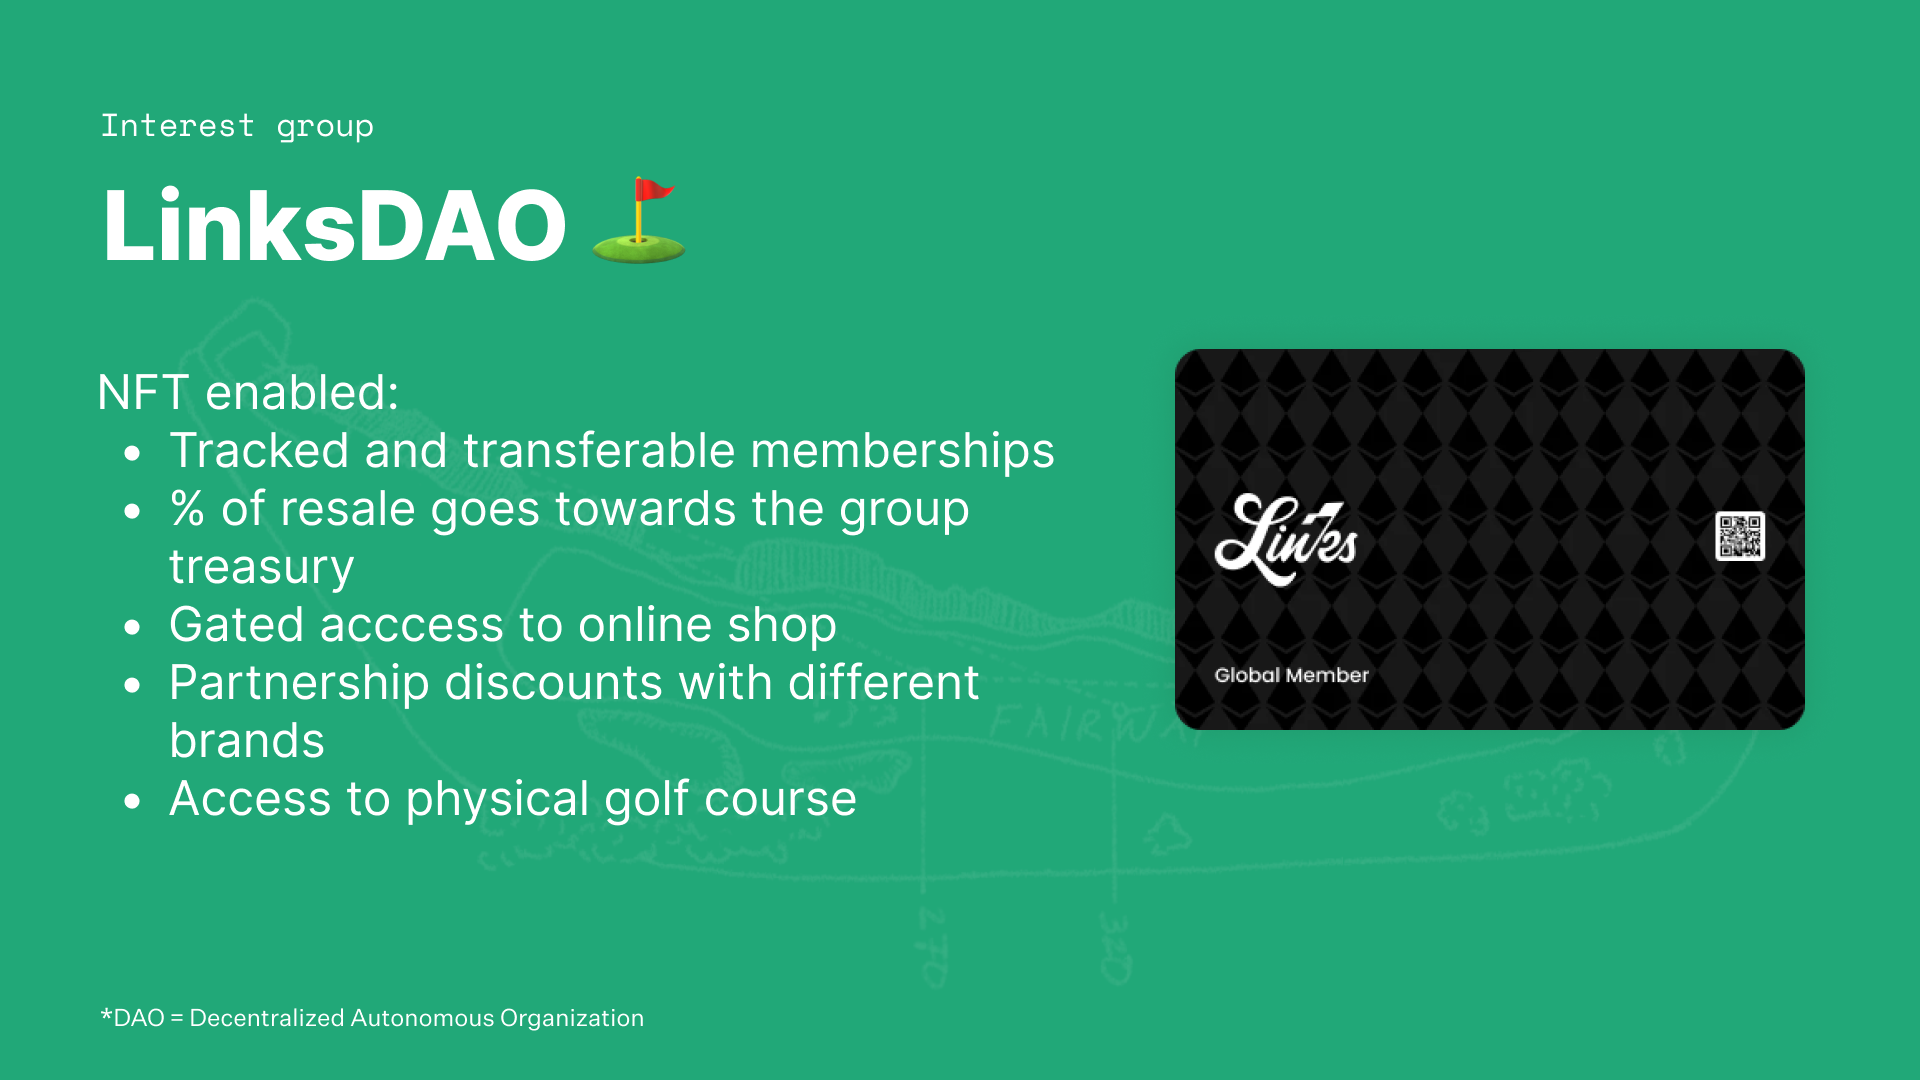 Interest group
LinksDAO
NFT enabled:
• Tracked and transferable memberships
• % of resale goes towards the group
treasury
• Gated acccess to online shop
• Partnership discounts with different
brands
• Access to physical golf course
Links
Global Member
FAIRWAY
270
320
*DAO = Decentralized Autonomous Organization